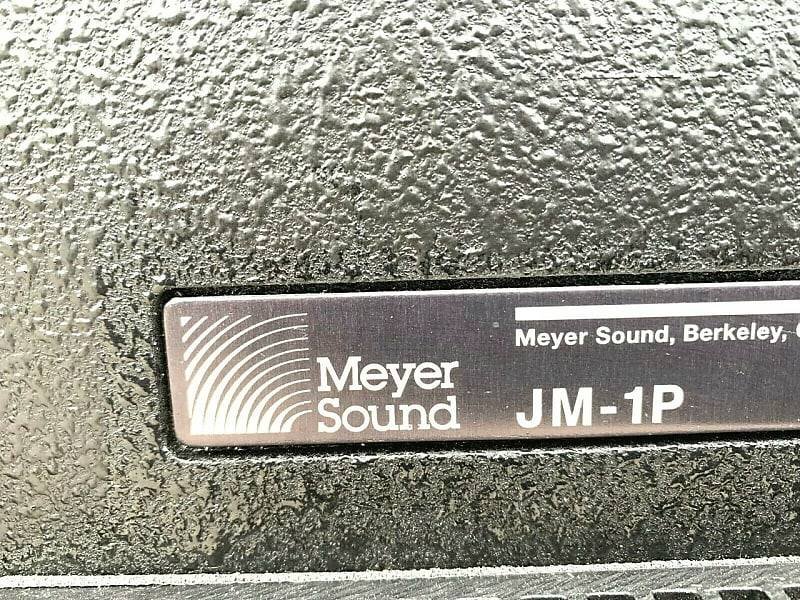 Meyer
Sound
Meyer Sound, Berkeley,
JM-1P